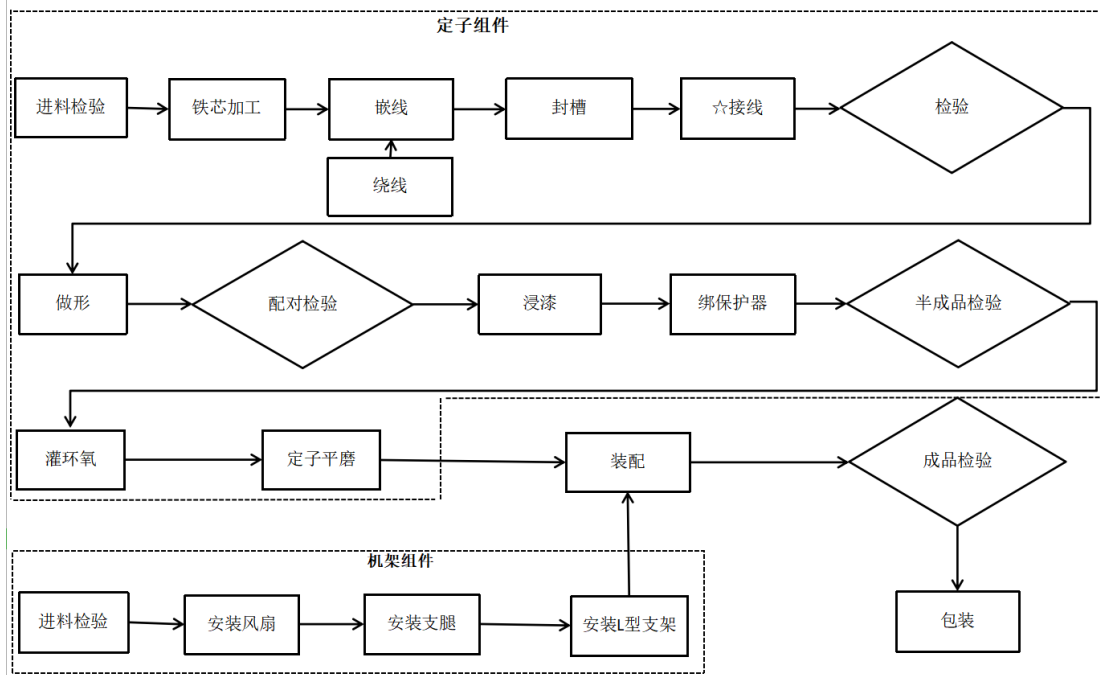 定子组件
进料检验
铁芯加工
嵌线
封槽
☆接线
检验
绕线
做形
配对检验
浸漆
绑保护器
半成品检验
灌环氧
定子平磨
装配
成品检验
机架组件
进料检验
安装风扇
安装支腿
安装L型支架
包装